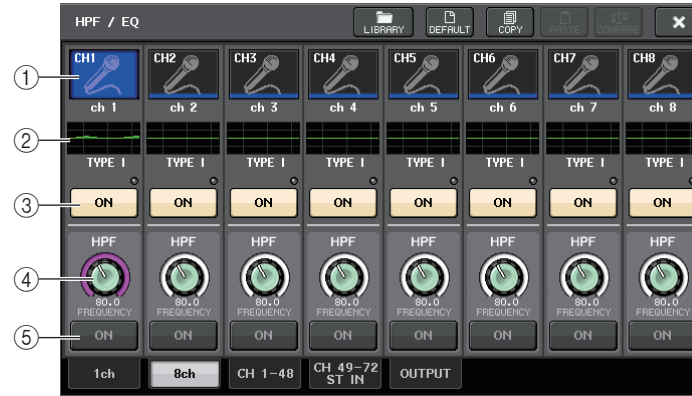 HPF / EQ LIBRARY DEFAULT COPY PASTE COMPARE
CH1 CH2 CH3 CH4 CH5 CH6 CH7 CH8
1
ch 1 ch 2 ch 3 ch 4 ch 5 ch 6 ch 7 ch 8
2
TYPE I TYPE I TYPE I TYPE I TYPE I TYPE I TYPE I TYPE I
3 ON ON ON ON ON ON ON ON
HPF HPF HPF HPF HPF HPF HPF HPF
4
80.0 80.0 80.0 80.0 80.0 80.0 80.0 80.0
FREQUENCY FREQUENCY FREQUENCY FREQUENCY FREQUENCY FREQUENCY FREQUENCY FREQUENCY
5 ON ON ON ON ON ON ON ON
1ch 8ch CH 1-48 CH 49-72 ST IN OUTPUT